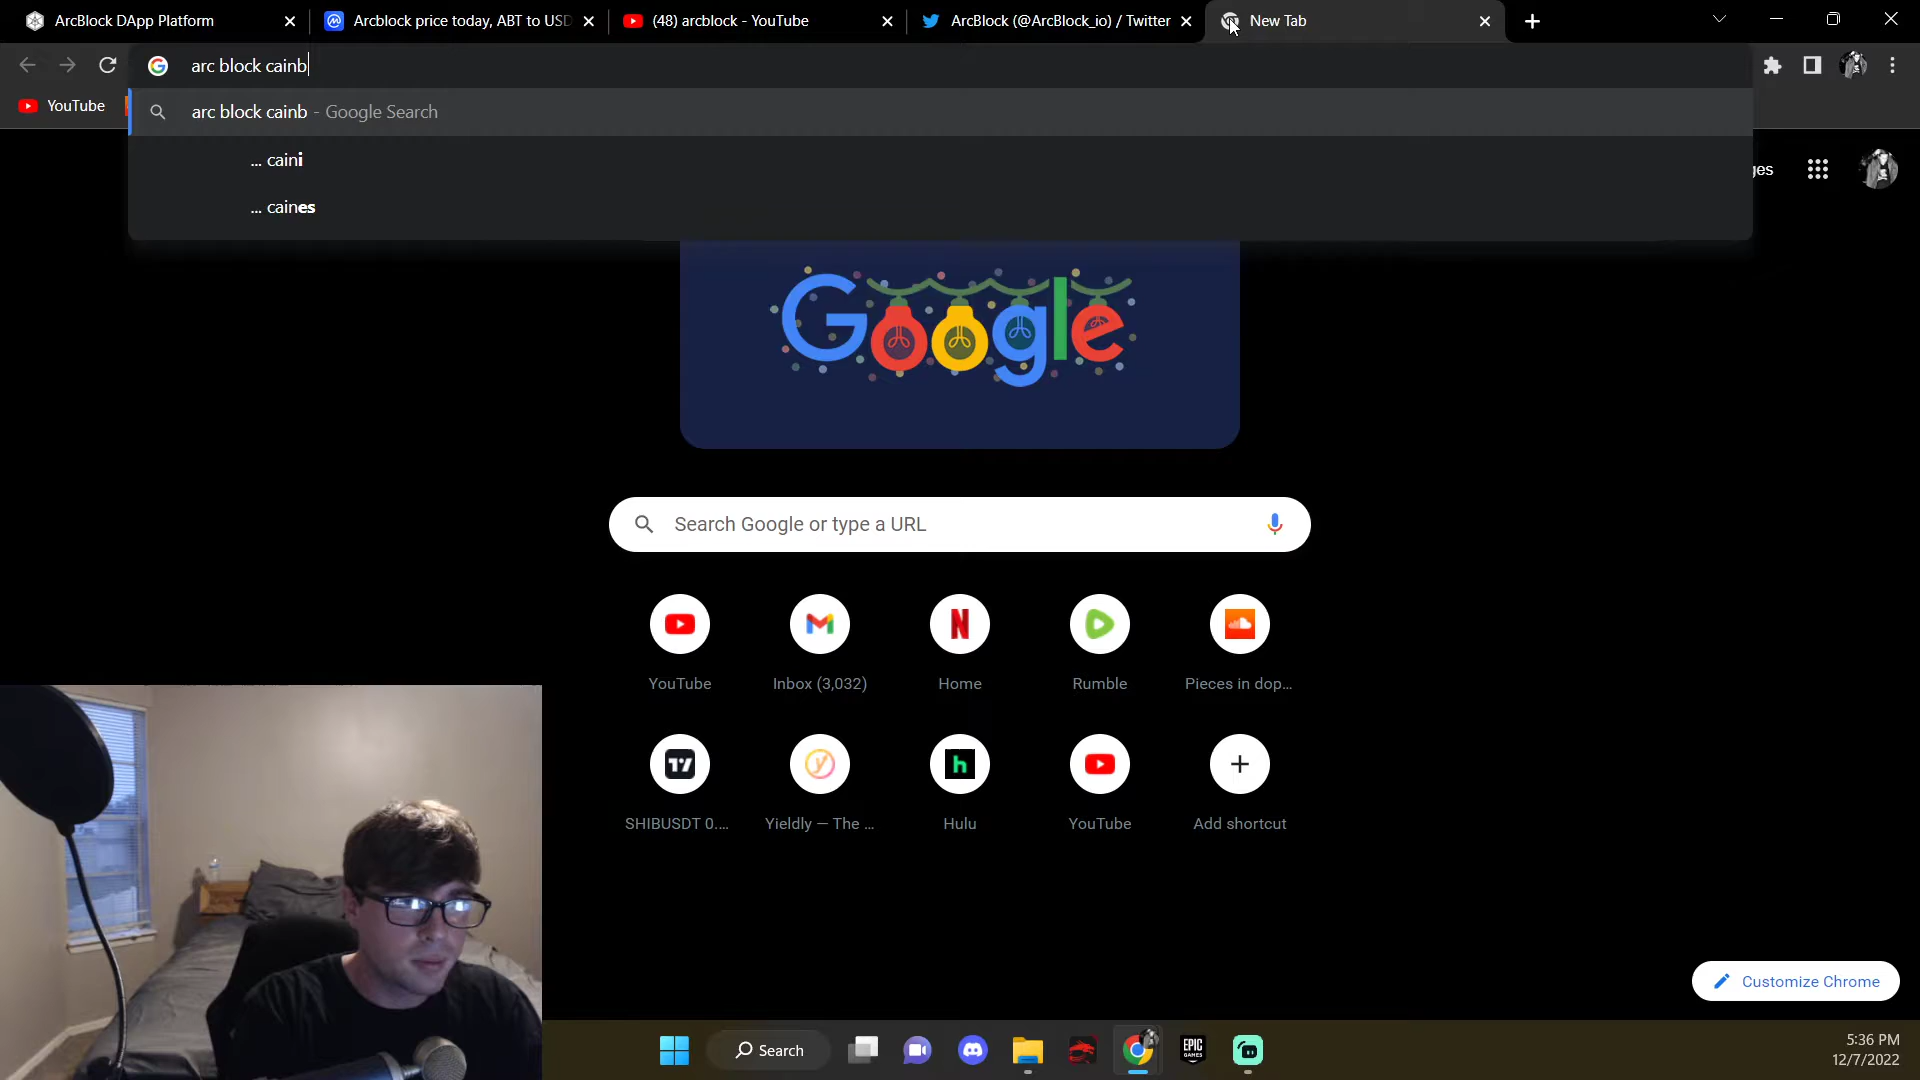 ArcBlock DApp Platform
Arcblock price today, ABT to USD
(48) arcblock - YouTube
ArcBlock (@ArcBlock_io) / Twitter
New Tab
arc block cainb
YouTube
arc block cainb - Google Search
... caini
... caines
Google
Search Google or type a URL
YouTube
Inbox (3,032)
Home
Rumble
Pieces in dop...
SHIBUSDT 0....
Yieldly — The ...
Hulu
YouTube
Add shortcut
Customize Chrome
Search
EPIC
GAMES
5:36 PM
12/7/2022